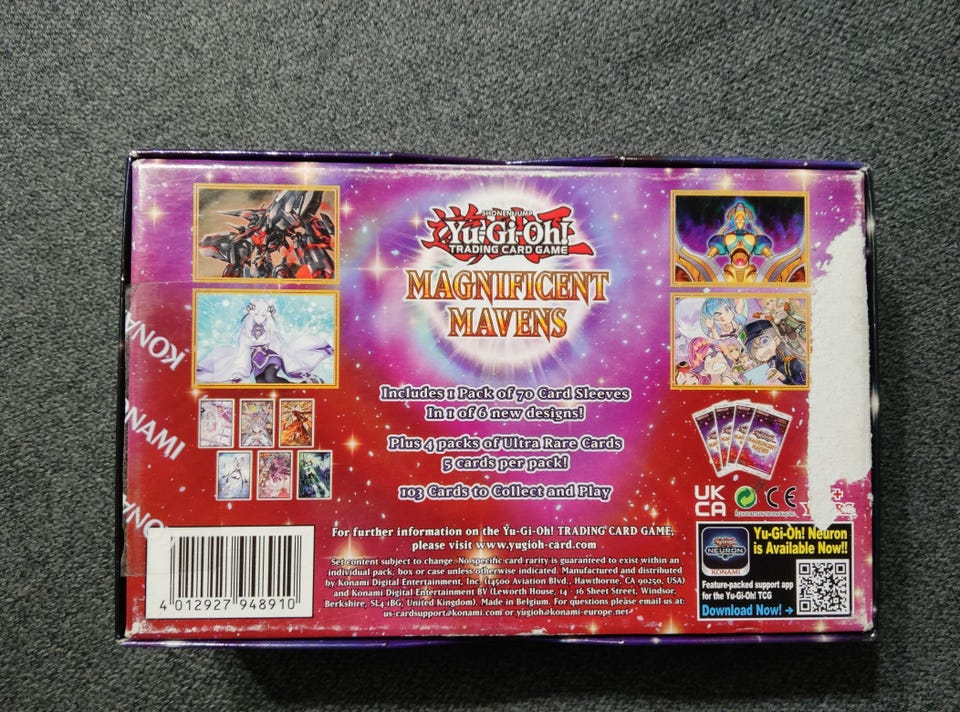 SHONEN JUMP
Yu-Gi-Oh!
TRADING CARD GAME
MAGNIFICENT
MAVENS
KONAMI
KONAMI
Includes 1 Pack of 70 Card Sleeves
In 1 of 6 new designs!
Plus 4 packs of Ultra Rare Cards
5 cards per pack!
103 Cards to Collect and Play
UK
CA
CE
For further information on the Yu-Gi-Oh! TRADING CARD GAME,
please visit www.yugioh-card.com
Set content subject to change. No specific card rarity is guaranteed to exist within an
individual pack, box or case unless otherwise indicated. Manufactured and distributed
by Konami Digital Entertainment, Inc. (14500 Aviation Blvd., Hawthorne, CA 90250, USA)
and Konami Digital Entertainment BV (Leworth House, 14 - 16 Sheet Street, Windsor,
Berkshire, SL4 1BG, United Kingdom). Made in Belgium. For questions please email us at:
us-cardsupport@konami.com or yugioh@konami-europe.net
4 012927 948910
Yu-Gi-Oh! Neuron
is Available Now!!
NEURON
KONAMI
Feature-packed support app
for the Yu-Gi-Oh! TCG
Download Now! →